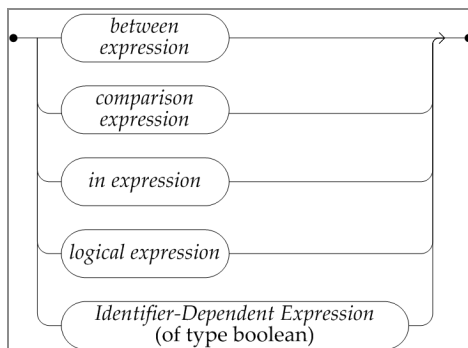 between
expression
comparison
expression
in expression
logical expression
Identifier-Dependent Expression
(of type boolean)